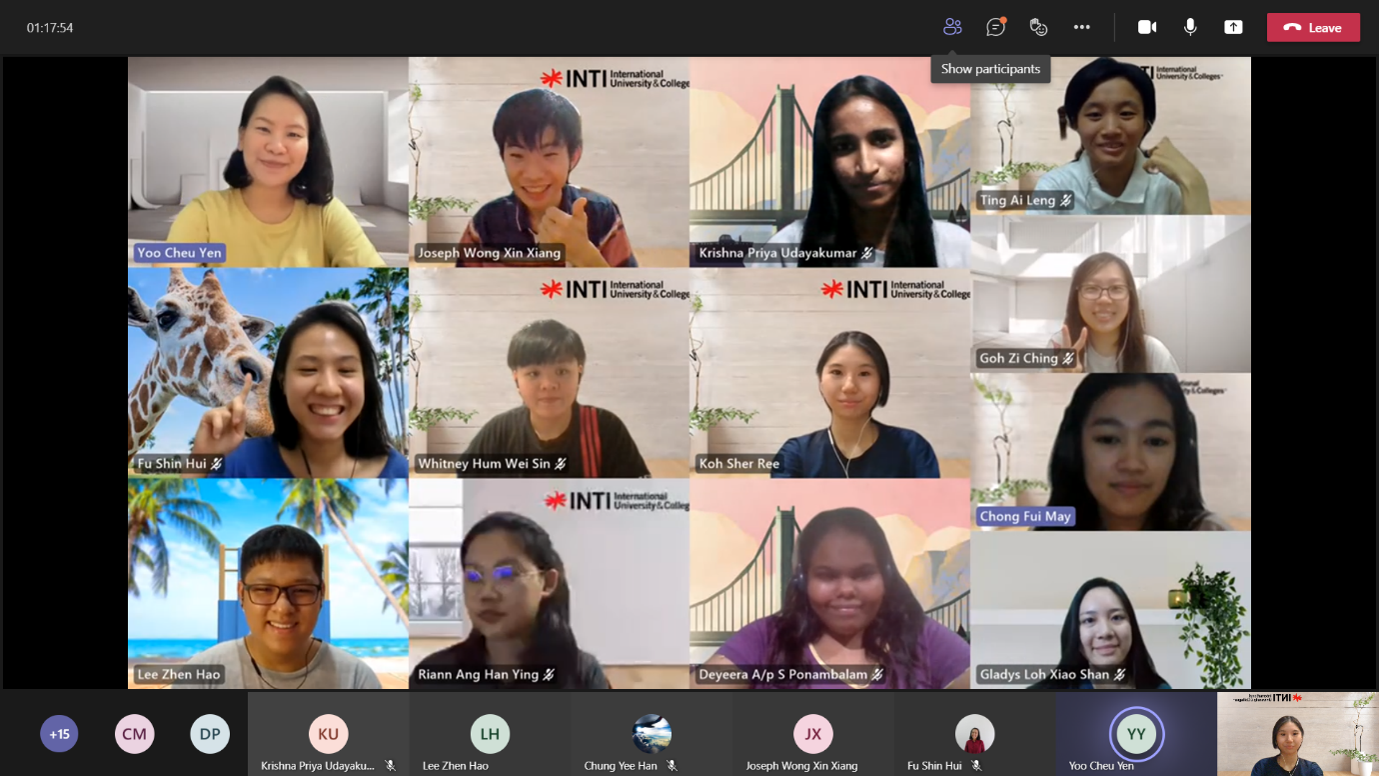 01:17:54
Leave
Show participants
INTI International
University & Colleges
Yoo Cheu Yen
Joseph Wong Xin Xiang
Krishna Priya Udayakumar
International
University & Colleges
Ting Ai Leng
Goh Zi Ching
INTI International
University & College
INTI International
University & College
Fu Shin Hui
Whitney Hum Wei Sin
Koh Sher Ree
Chong Fui May
INTI International
University & Colleg
Lee Zhen Hao
Riann Ang Han Ying
Deyeera A/p S Ponambalam
Gladys Loh Xiao Shan
+15
CM
DP
KU
LH
JX
YY
INTI
Krishna Priya Udayaku...
Lee Zhen Hao
Chung Yee Han
Joseph Wong Xin Xiang
Fu Shin Hui
Yoo Cheu Yen